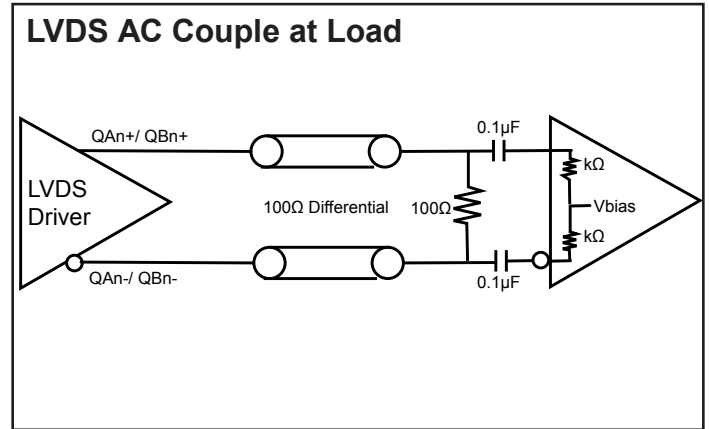 LVDS AC Couple at Load
QAn+/ QBn+
0.1µF
kΩ
LVDS
Driver
100Ω Differential
100Ω
Vbias
kΩ
QAn-/ QBn-
0.1µF